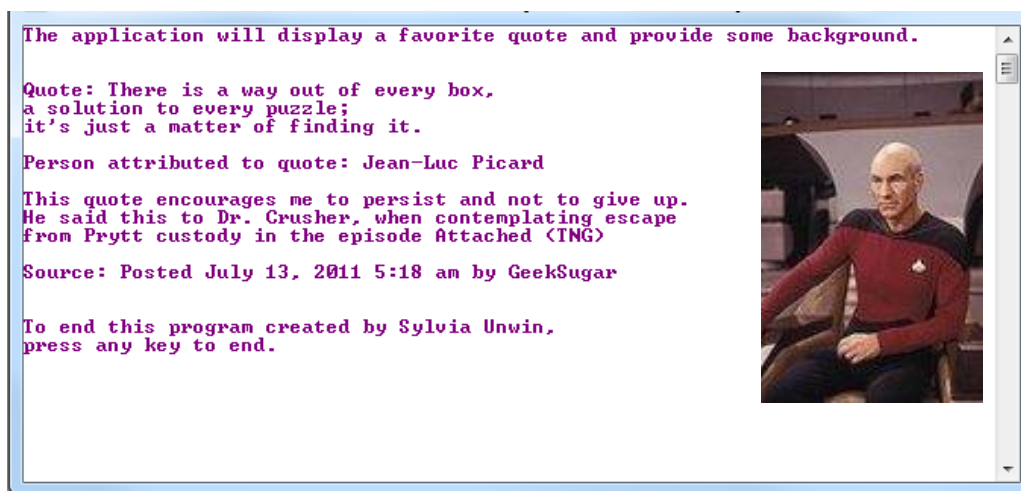 The application will display a favorite quote and provide some background.
Quote: There is a way out of every box,
a solution to every puzzle;
it's just a matter of finding it.
Person attributed to quote: Jean-Luc Picard
This quote encourages me to persist and not to give up.
He said this to Dr. Crusher, when contemplating escape
from Prytt custody in the episode Attached (TNG)
Source: Posted July 13, 2011 5:18 am by GeekSugar
To end this program created by Sylvia Unwin,
press any key to end.